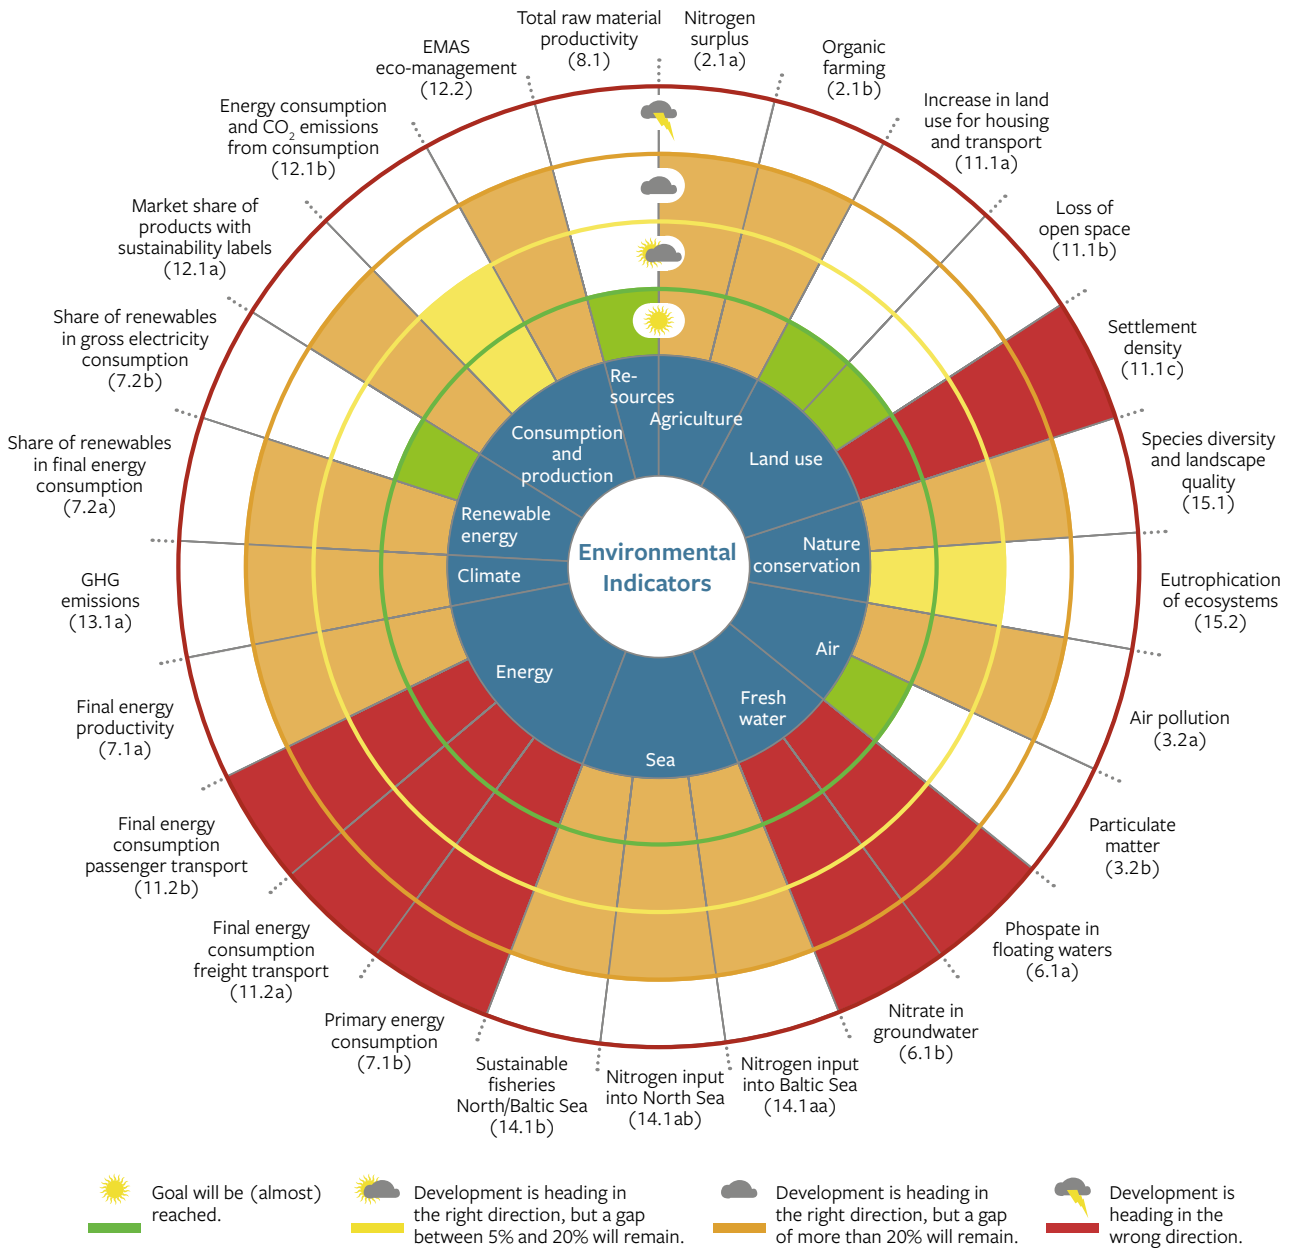 Total raw material
productivity
(8.1)
Nitrogen
surplus
(2.1a)
Organic
farming
(2.1b)
Increase in land
use for housing
and transport
(11.1a)
Loss of
open space
(11.1b)
Settlement
density
(11.1c)
Species diversity
and landscape
quality
(15.1)
Eutrophication
of ecosystems
(15.2)
Air pollution
(3.2a)
Particulate
matter
(3.2b)
Phospate in
floating waters
(6.1a)
Nitrate in
groundwater
(6.1b)
Nitrogen input
into Baltic Sea
(14.1aa)
Nitrogen input
into North Sea
(14.1ab)
Sustainable
fisheries
North/Baltic Sea
(14.1b)
Primary energy
consumption
(7.1b)
Final energy
consumption
freight transport
(11.2a)
Final energy
consumption
passenger transport
(11.2b)
Final energy
productivity
(7.1a)
GHG
emissions
(13.1a)
Share of renewables
in final energy
consumption
(7.2a)
Share of renewables
in gross electricity
consumption
(7.2b)
Market share of
products with
sustainability labels
(12.1a)
Energy consumption
and CO2 emissions
from consumption
(12.1b)
EMAS
eco-management
(12.2)
Re-
sources
Agriculture
Land use
Nature
conservation
Air
Fresh
water
Sea
Energy
Climate
Renewable
energy
Consumption
and
production
Environmental
Indicators
Goal will be (almost)
reached.
Development is heading in
the right direction, but a gap
between 5% and 20% will remain.
Development is heading in
the right direction, but a gap
of more than 20% will remain.
Development is
heading in the
wrong direction.